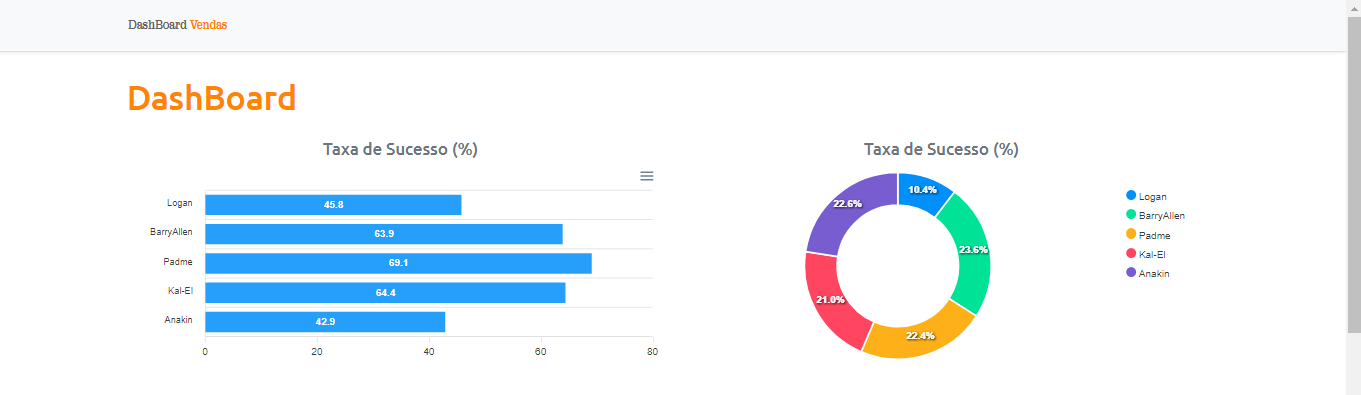 DashBoard Vendas
DashBoard
Taxa de Sucesso (%)
Logan 45.8
BarryAllen 63.9
Padme 69.1
Kal-El 64.4
Anakin 42.9
0 20 40 60 80
Taxa de Sucesso (%)
10.4%
23.6%
22.4%
21.0%
22.6%
Logan
BarryAllen
Padme
Kal-El
Anakin